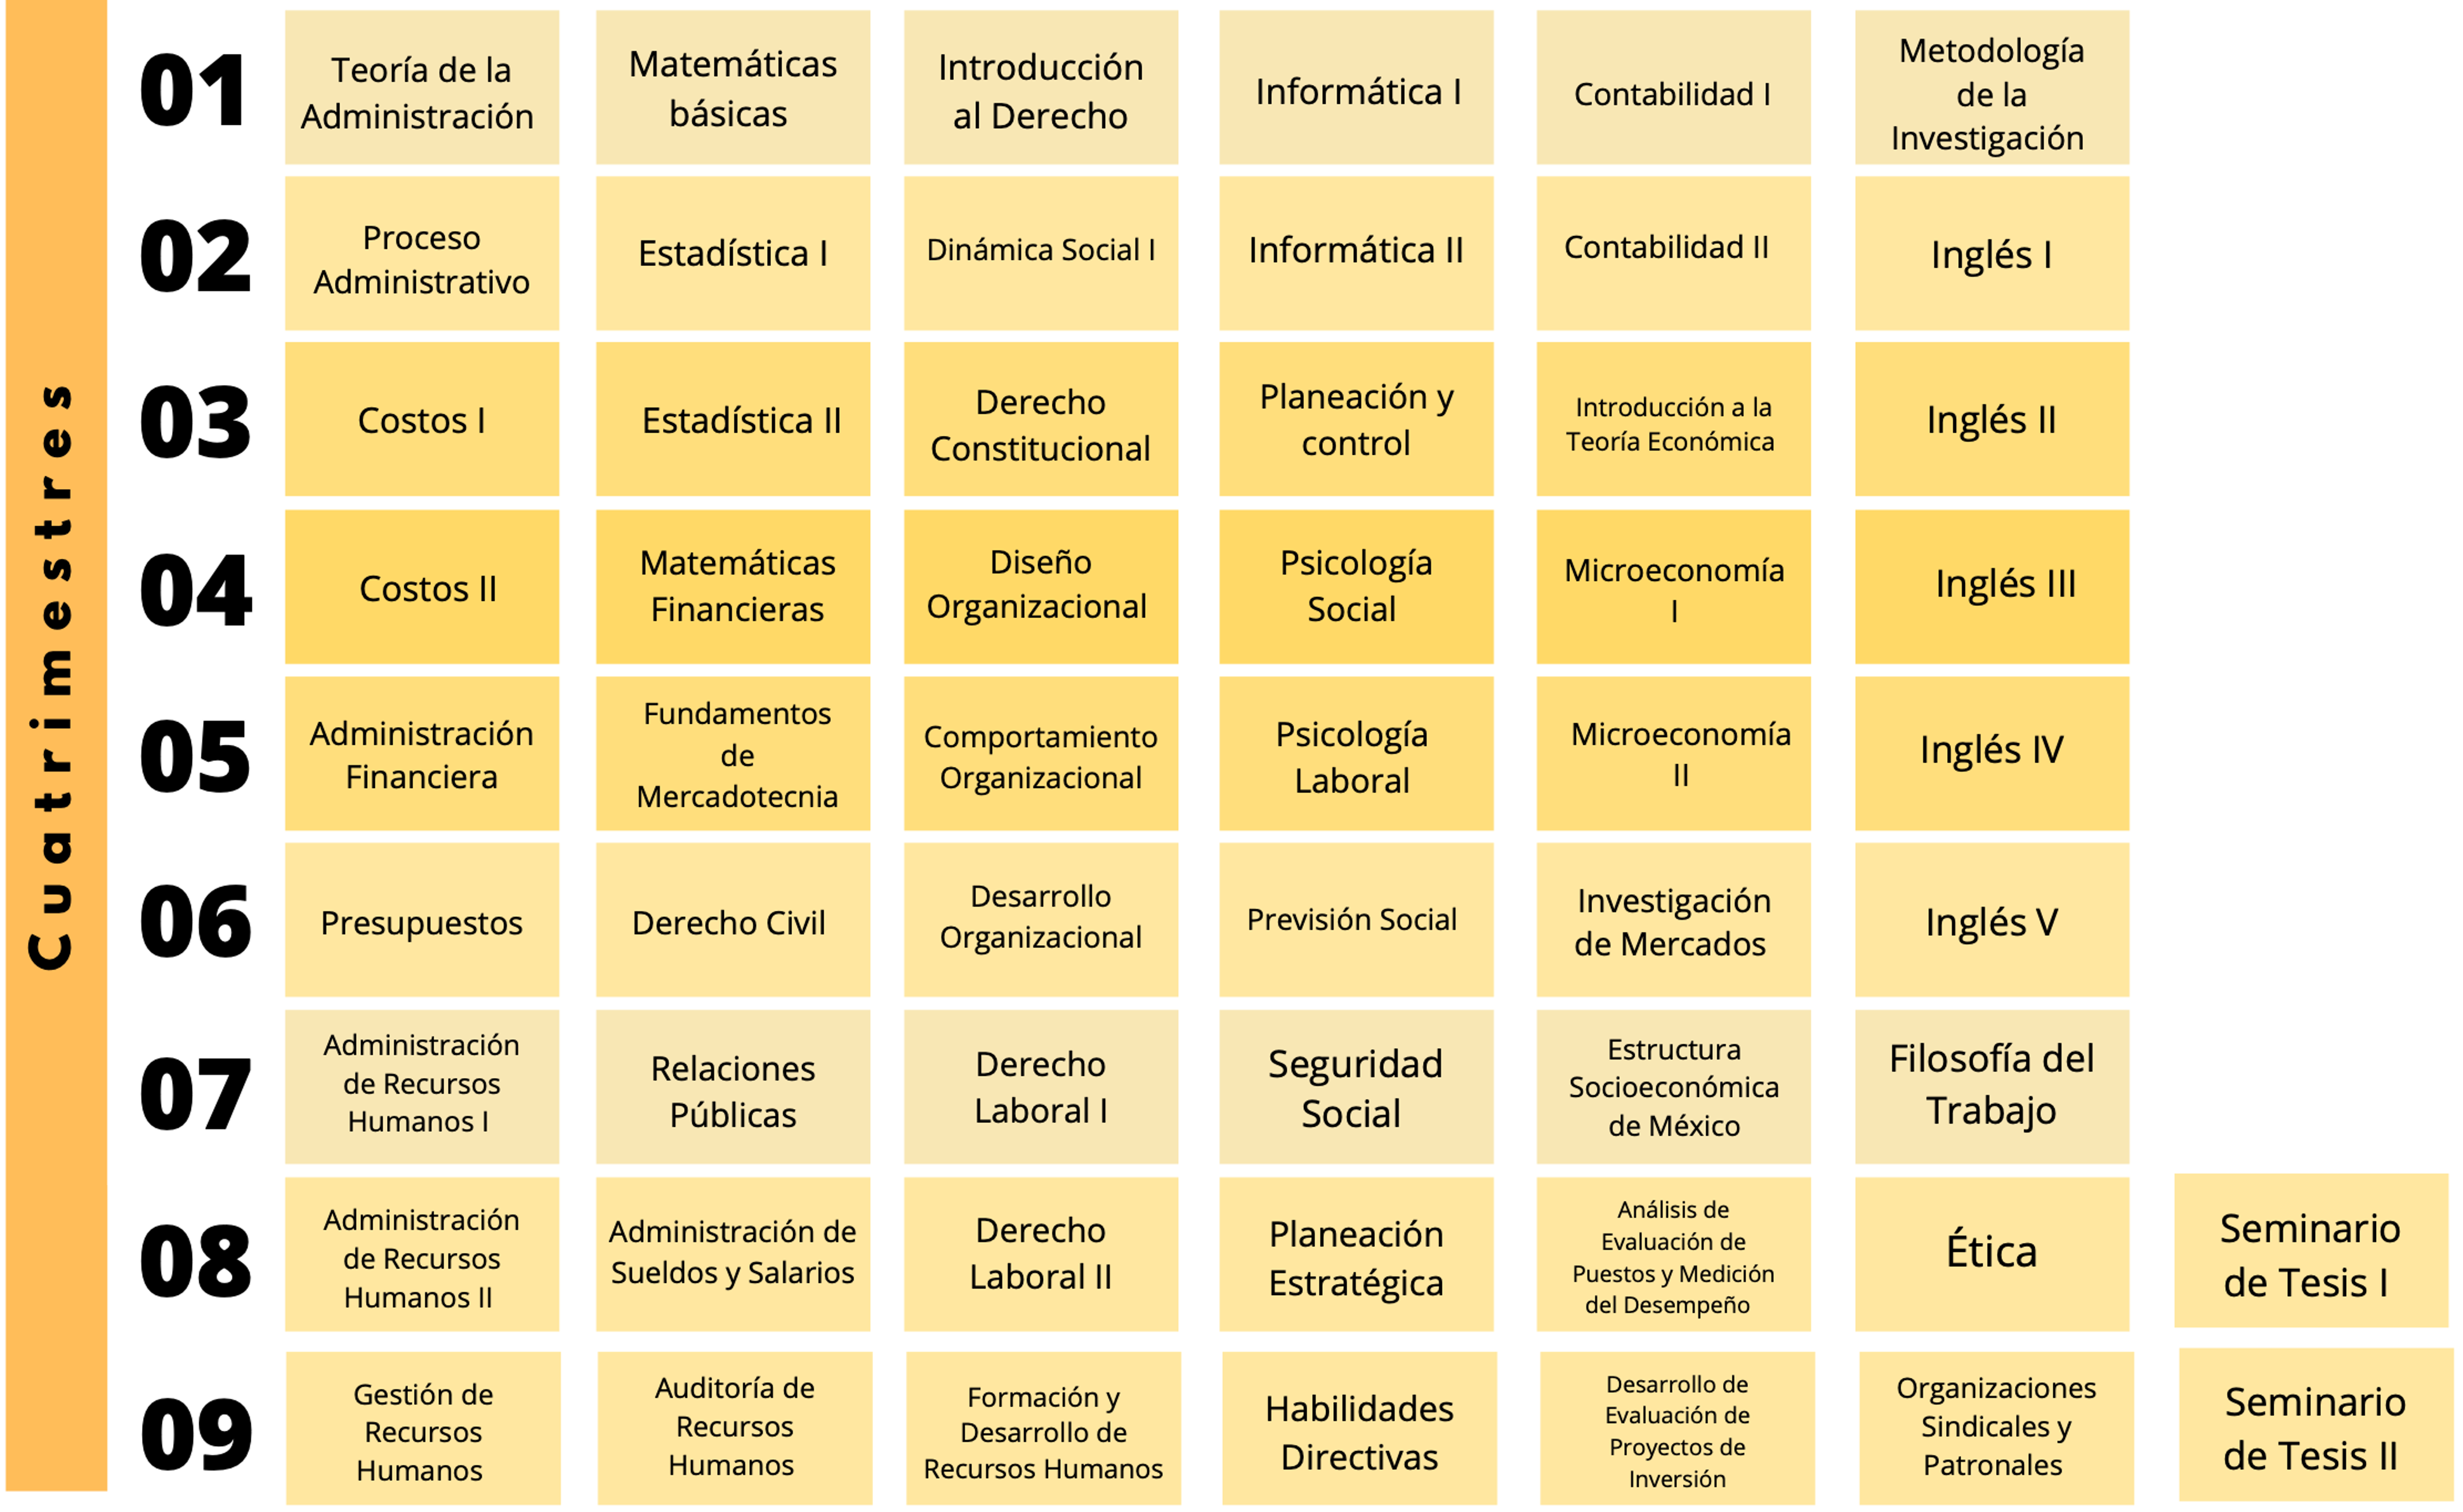 Cuatrimestres
01
Teoría de la
Administración
Matemáticas
básicas
Introducción
al Derecho
Informática I
Contabilidad I
Metodología
de la
Investigación
02
Proceso
Administrativo
Estadística I
Dinámica Social I
Informática II
Contabilidad II
Inglés I
03
Costos I
Estadística II
Derecho
Constitucional
Planeación y
control
Introducción a la
Teoría Económica
Inglés II
04
Costos II
Matemáticas
Financieras
Diseño
Organizacional
Psicología
Social
Microeconomía
I
Inglés III
05
Administración
Financiera
Fundamentos
de
Mercadotecnia
Comportamiento
Organizacional
Psicología
Laboral
Microeconomía
II
Inglés IV
06
Presupuestos
Derecho Civil
Desarrollo
Organizacional
Previsión Social
Investigación
de Mercados
Inglés V
07
Administración
de Recursos
Humanos I
Relaciones
Públicas
Derecho
Laboral I
Seguridad
Social
Estructura
Socioeconómica
de México
Filosofía del
Trabajo
08
Administración
de Recursos
Humanos II
Administración de
Sueldos y Salarios
Derecho
Laboral II
Planeación
Estratégica
Análisis de
Evaluación de
Puestos y Medición
del Desempeño
Ética
Seminario
de Tesis I
09
Gestión de
Recursos
Humanos
Auditoría de
Recursos
Humanos
Formación y
Desarrollo de
Recursos Humanos
Habilidades
Directivas
Desarrollo de
Evaluación de
Proyectos de
Inversión
Organizaciones
Sindicales y
Patronales
Seminario
de Tesis II